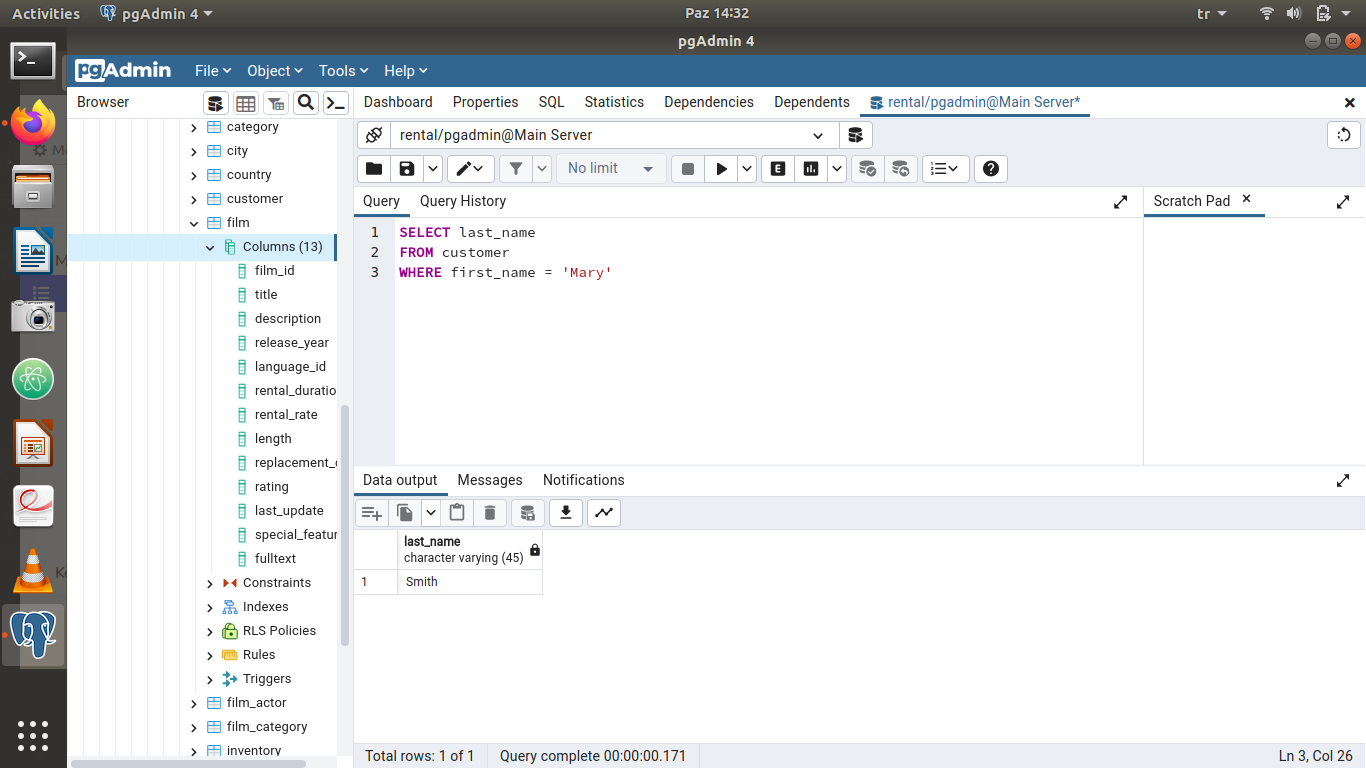 Activities
pgAdmin 4
Paz 14:32
tr
pgAdmin 4
pgAdmin
File
Object
Tools
Help
Browser
Dashboard
Properties
SQL
Statistics
Dependencies
Dependents
rental/pgadmin@Main Server*
category
city
country
customer
film
Columns (13)
film_id
title
description
release_year
language_id
rental_duratio
rental_rate
length
replacement_
rating
last_update
special_featur
fulltext
Constraints
Indexes
RLS Policies
Rules
Triggers
film_actor
film_category
inventory
rental/pgadmin@Main Server
No limit
E
Query
Query History
Scratch Pad
1 SELECT last_name
2 FROM customer
3 WHERE first_name = 'Mary'
Data output
Messages
Notifications
last_name
character varying (45)
1
Smith
Total rows: 1 of 1
Query complete 00:00:00.171
Ln 3, Col 26